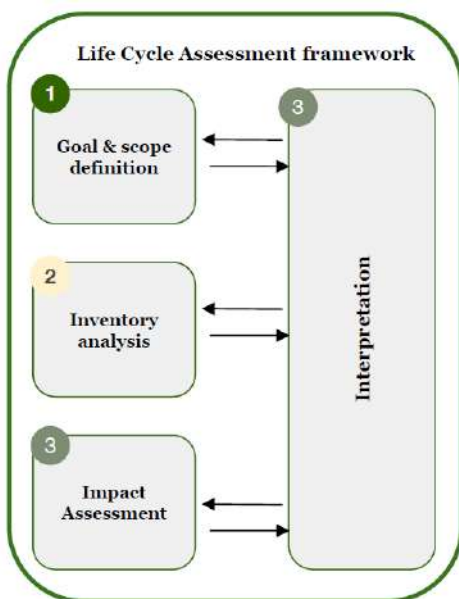 Life Cycle Assessment framework
1
Goal & scope
definition
2
Inventory
analysis
3
Impact
Assessment
3
Interpretation